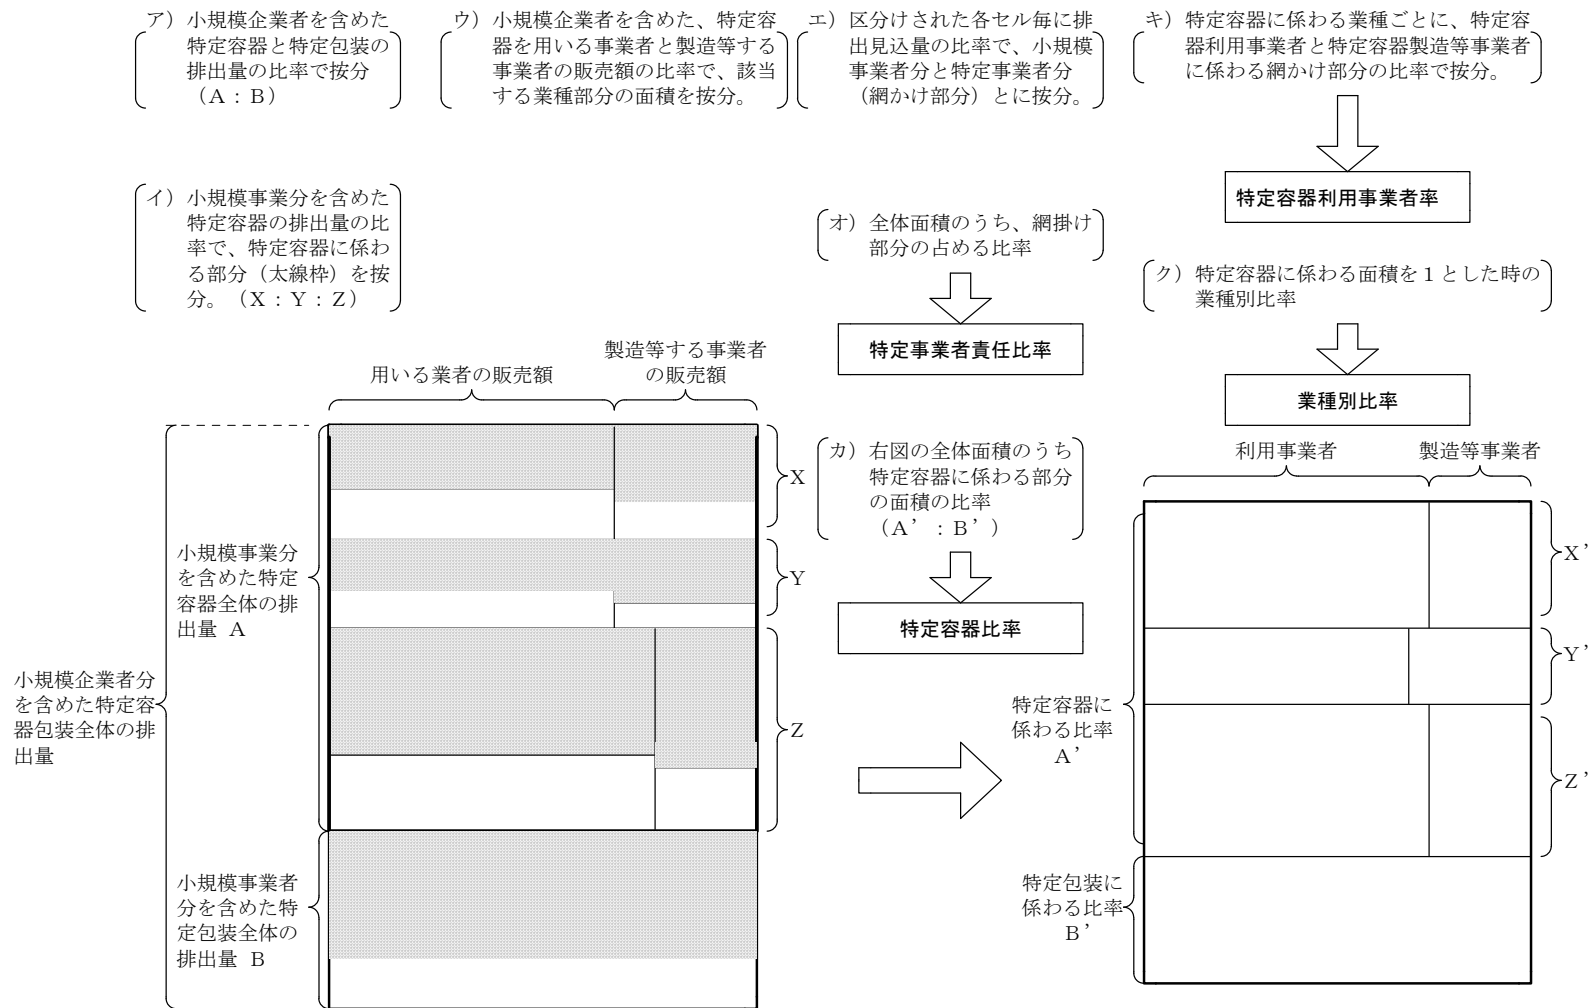 ア）小規模企業者を含めた
特定容器と特定包装の
排出量の比率で按分
（Ａ：Ｂ）
ウ）小規模企業者を含めた、特定容
器を用いる事業者と製造等する
事業者の販売額の比率で、該当
する業種部分の面積を按分。
エ）区分けされた各セル毎に排
出見込量の比率で、小規模
事業者分と特定事業者分
（網かけ部分）とに按分。
キ）特定容器に係わる業種ごとに、特定容
器利用事業者と特定容器製造等事業者
に係わる網かけ部分の比率で按分。
特定容器利用事業者率
イ）小規模事業分を含めた
特定容器の排出量の比
率で、特定容器に係わ
る部分（太線枠）を按
分。（Ｘ：Ｙ：Ｚ）
オ）全体面積のうち、網掛け
部分の占める比率
特定事業者責任比率
ク）特定容器に係わる面積を１とした時の
業種別比率
業種別比率
用いる業者の販売額
製造等する事業者
の販売額
カ）右図の全体面積のうち
特定容器に係わる部分
の面積の比率
（Ａ’：Ｂ’）
特定容器比率
利用事業者
製造等事業者
X
Y
Z
小規模事業分
を含めた特定
容器全体の排
出量 A
小規模企業者分
を含めた特定容
器包装全体の排
出量
小規模事業者
分を含めた特
定包装全体の
排出量 B
特定容器に
係わる比率
A’
特定包装に
係わる比率
B’
X’
Y’
Z’